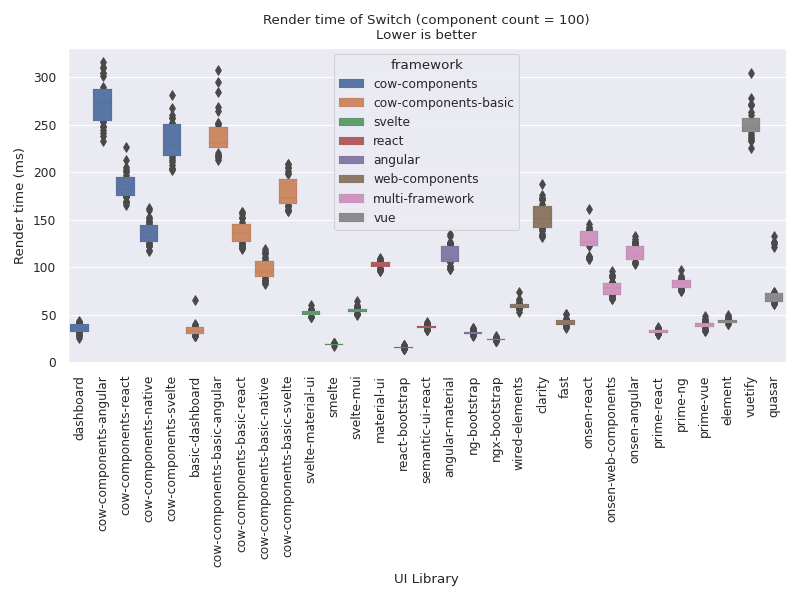 Render time of Switch (component count = 100)
Lower is better
Render time (ms)
300
250
200
150
100
50
0
framework
cow-components
cow-components-basic
svelte
react
angular
web-components
multi-framework
vue
dashboard
cow-components-angular
cow-components-react
cow-components-native
cow-components-svelte
basic-dashboard
cow-components-basic-angular
cow-components-basic-react
cow-components-basic-native
cow-components-basic-svelte
svelte-material-ui
smelte
svelte-mui
material-ui
react-bootstrap
semantic-ui-react
angular-material
ng-bootstrap
ngx-bootstrap
wired-elements
clarity
fast
onsen-react
onsen-web-components
onsen-angular
prime-react
prime-ng
prime-vue
element
vuetify
quasar
UI Library